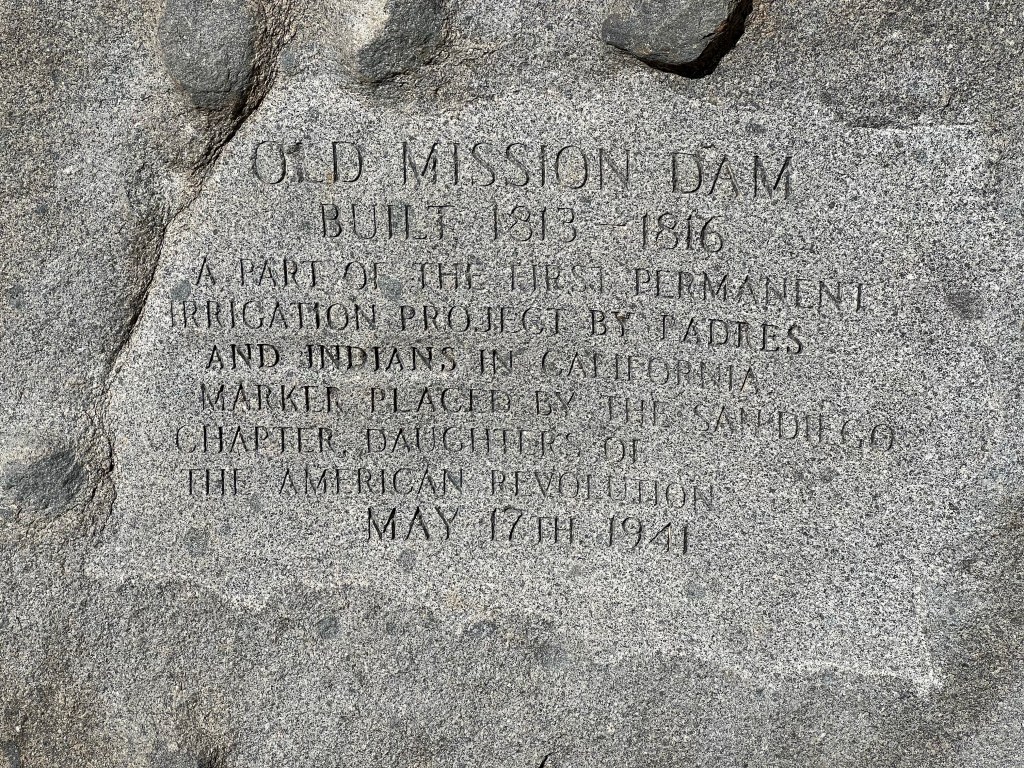 OLD MISSION DAM
BUILT 1813 – 1816
A PART OF THE FIRST PERMANENT
IRRIGATION PROJECT BY PADRES
AND INDIANS IN CALIFORNIA
MARKER PLACED BY THE SAN DIEGO
CHAPTER, DAUGHTERS OF
THE AMERICAN REVOLUTION
MAY 17TH, 1941